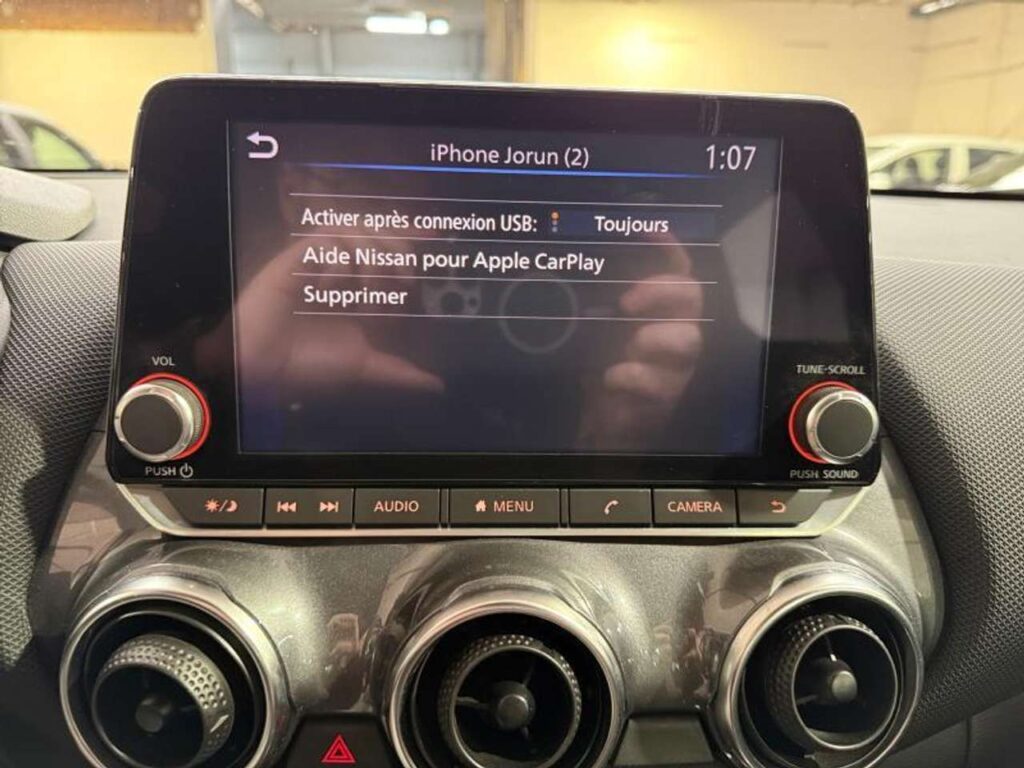 iPhone Jorun (2) 1:07
Activer après connexion USB: Toujours
Aide Nissan pour Apple CarPlay
Supprimer
VOL
TUNE·SCROLL
PUSH
PUSH SOUND
AUDIO MENU CAMERA